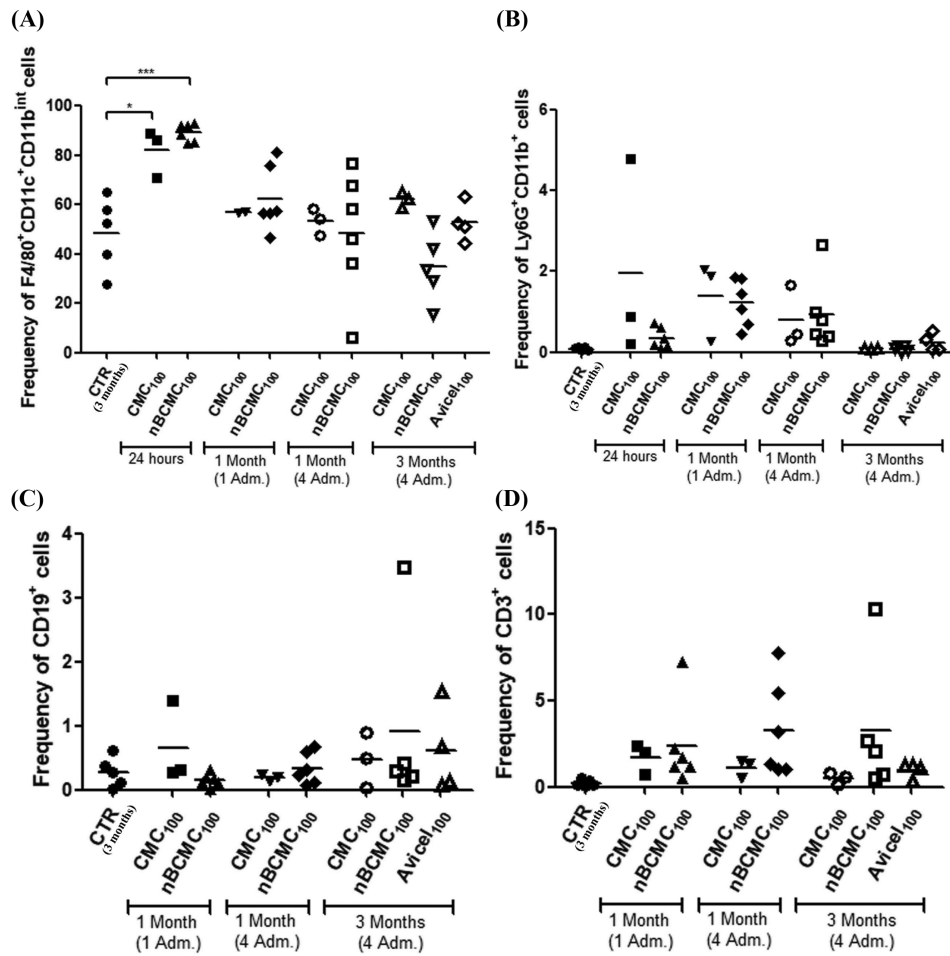 (A)
Frequency of F4/80⁺CD11c⁺CD11bⁱⁿᵗ cells
100
80
60
40
20
0
*
***
CTR
(3 months)
CMC₁₀₀
nBCMC₁₀₀
CMC₁₀₀
nBCMC₁₀₀
CMC₁₀₀
nBCMC₁₀₀
CMC₁₀₀
nBCMC₁₀₀
Avicel₁₀₀
24 hours
1 Month
(1 Adm.)
1 Month
(4 Adm.)
3 Months
(4 Adm.)
(B)
Frequency of Ly6G⁺CD11b⁺ cells
6
4
2
0
CTR
(3 months)
CMC₁₀₀
nBCMC₁₀₀
CMC₁₀₀
nBCMC₁₀₀
CMC₁₀₀
nBCMC₁₀₀
CMC₁₀₀
nBCMC₁₀₀
Avicel₁₀₀
24 hours
1 Month
(1 Adm.)
1 Month
(4 Adm.)
3 Months
(4 Adm.)
(C)
Frequency of CD19⁺ cells
4
3
2
1
0
CTR
(3 months)
CMC₁₀₀
nBCMC₁₀₀
CMC₁₀₀
nBCMC₁₀₀
CMC₁₀₀
nBCMC₁₀₀
Avicel₁₀₀
1 Month
(1 Adm.)
1 Month
(4 Adm.)
3 Months
(4 Adm.)
(D)
Frequency of CD3⁺ cells
15
10
5
0
CTR
(3 months)
CMC₁₀₀
nBCMC₁₀₀
CMC₁₀₀
nBCMC₁₀₀
CMC₁₀₀
nBCMC₁₀₀
Avicel₁₀₀
1 Month
(1 Adm.)
1 Month
(4 Adm.)
3 Months
(4 Adm.)